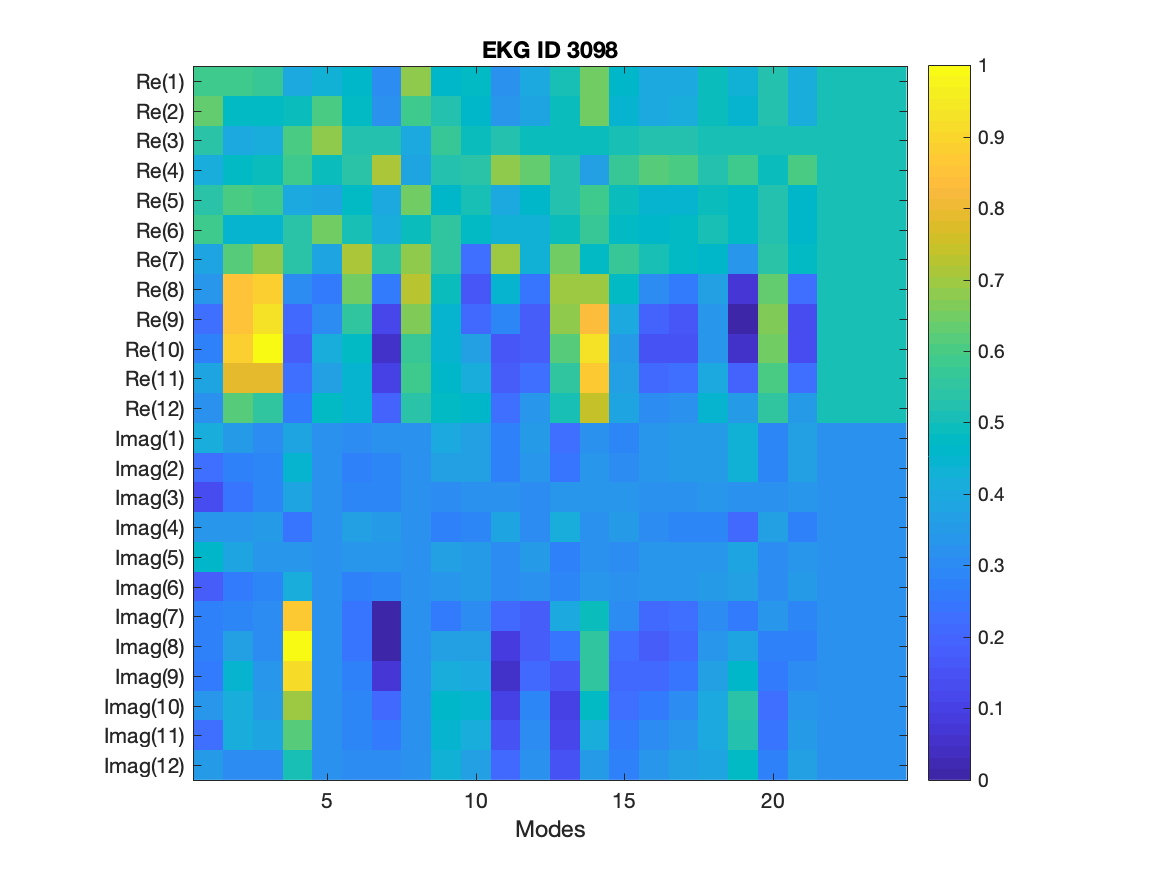 EKG ID 3098
Re(1)
Re(2)
Re(3)
Re(4)
Re(5)
Re(6)
Re(7)
Re(8)
Re(9)
Re(10)
Re(11)
Re(12)
Imag(1)
Imag(2)
Imag(3)
Imag(4)
Imag(5)
Imag(6)
Imag(7)
Imag(8)
Imag(9)
Imag(10)
Imag(11)
Imag(12)
5 10 15 20
Modes
1
0.9
0.8
0.7
0.6
0.5
0.4
0.3
0.2
0.1
0